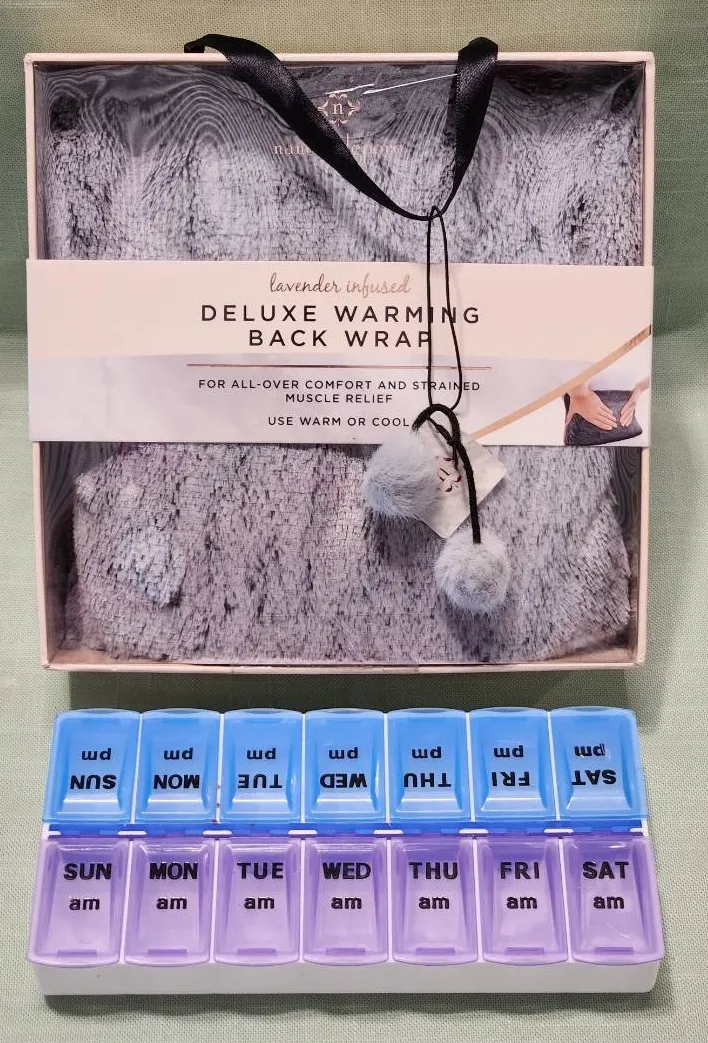 n
lavender infused
DELUXE WARMING
BACK WRAP
FOR ALL-OVER COMFORT AND STRAINED
MUSCLE RELIEF
USE WARM OR COOL
pm pm pm pm pm pm pm
SUN MON TUE WED THU FRI SAT
SUN MON TUE WED THU FRI SAT
am am am am am am am